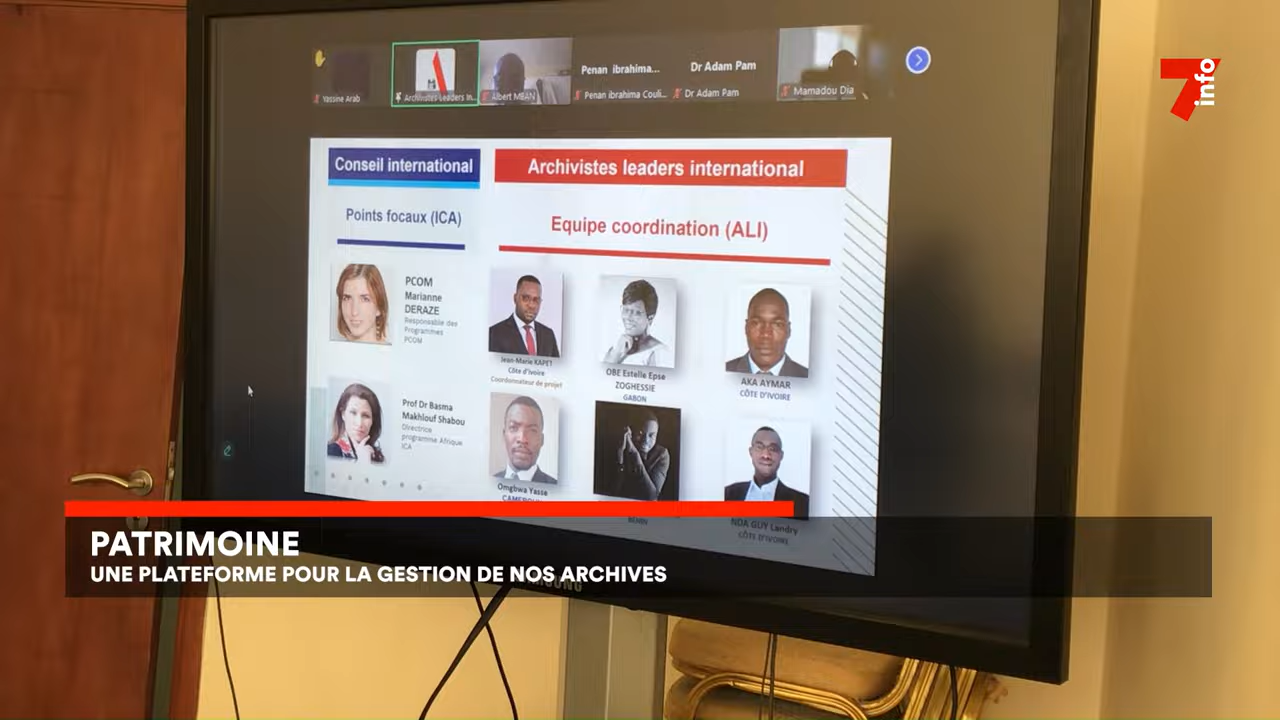 7info
Penan ibrahima...
Dr Adam Pam
Yassine Arab
Archivistes Leaders In...
Albert MBAN
Penan ibrahima Couli...
Dr Adam Pam
Mamadou Dia
Conseil international
Archivistes leaders international
Points focaux (ICA)
Equipe coordination (ALI)
PCOM
Marianne
DERAZE
Responsable des
Programmes
PCOM
Jean-Marie KAPET
Côte d'Ivoire
Coordonnateur de projet
OBE Estelle Epse
ZOGHESSIE
GABON
AKA AYMAR
CÔTE D'IVOIRE
Prof Dr Basma
Makhlouf Shabou
Directrice
programme Afrique
ICA
Omgbwa Yasse
CAMEROUN
BENIN
NDA GUY Landry
CÔTE D'IVOIRE
PATRIMOINE
UNE PLATEFORME POUR LA GESTION DE NOS ARCHIVES